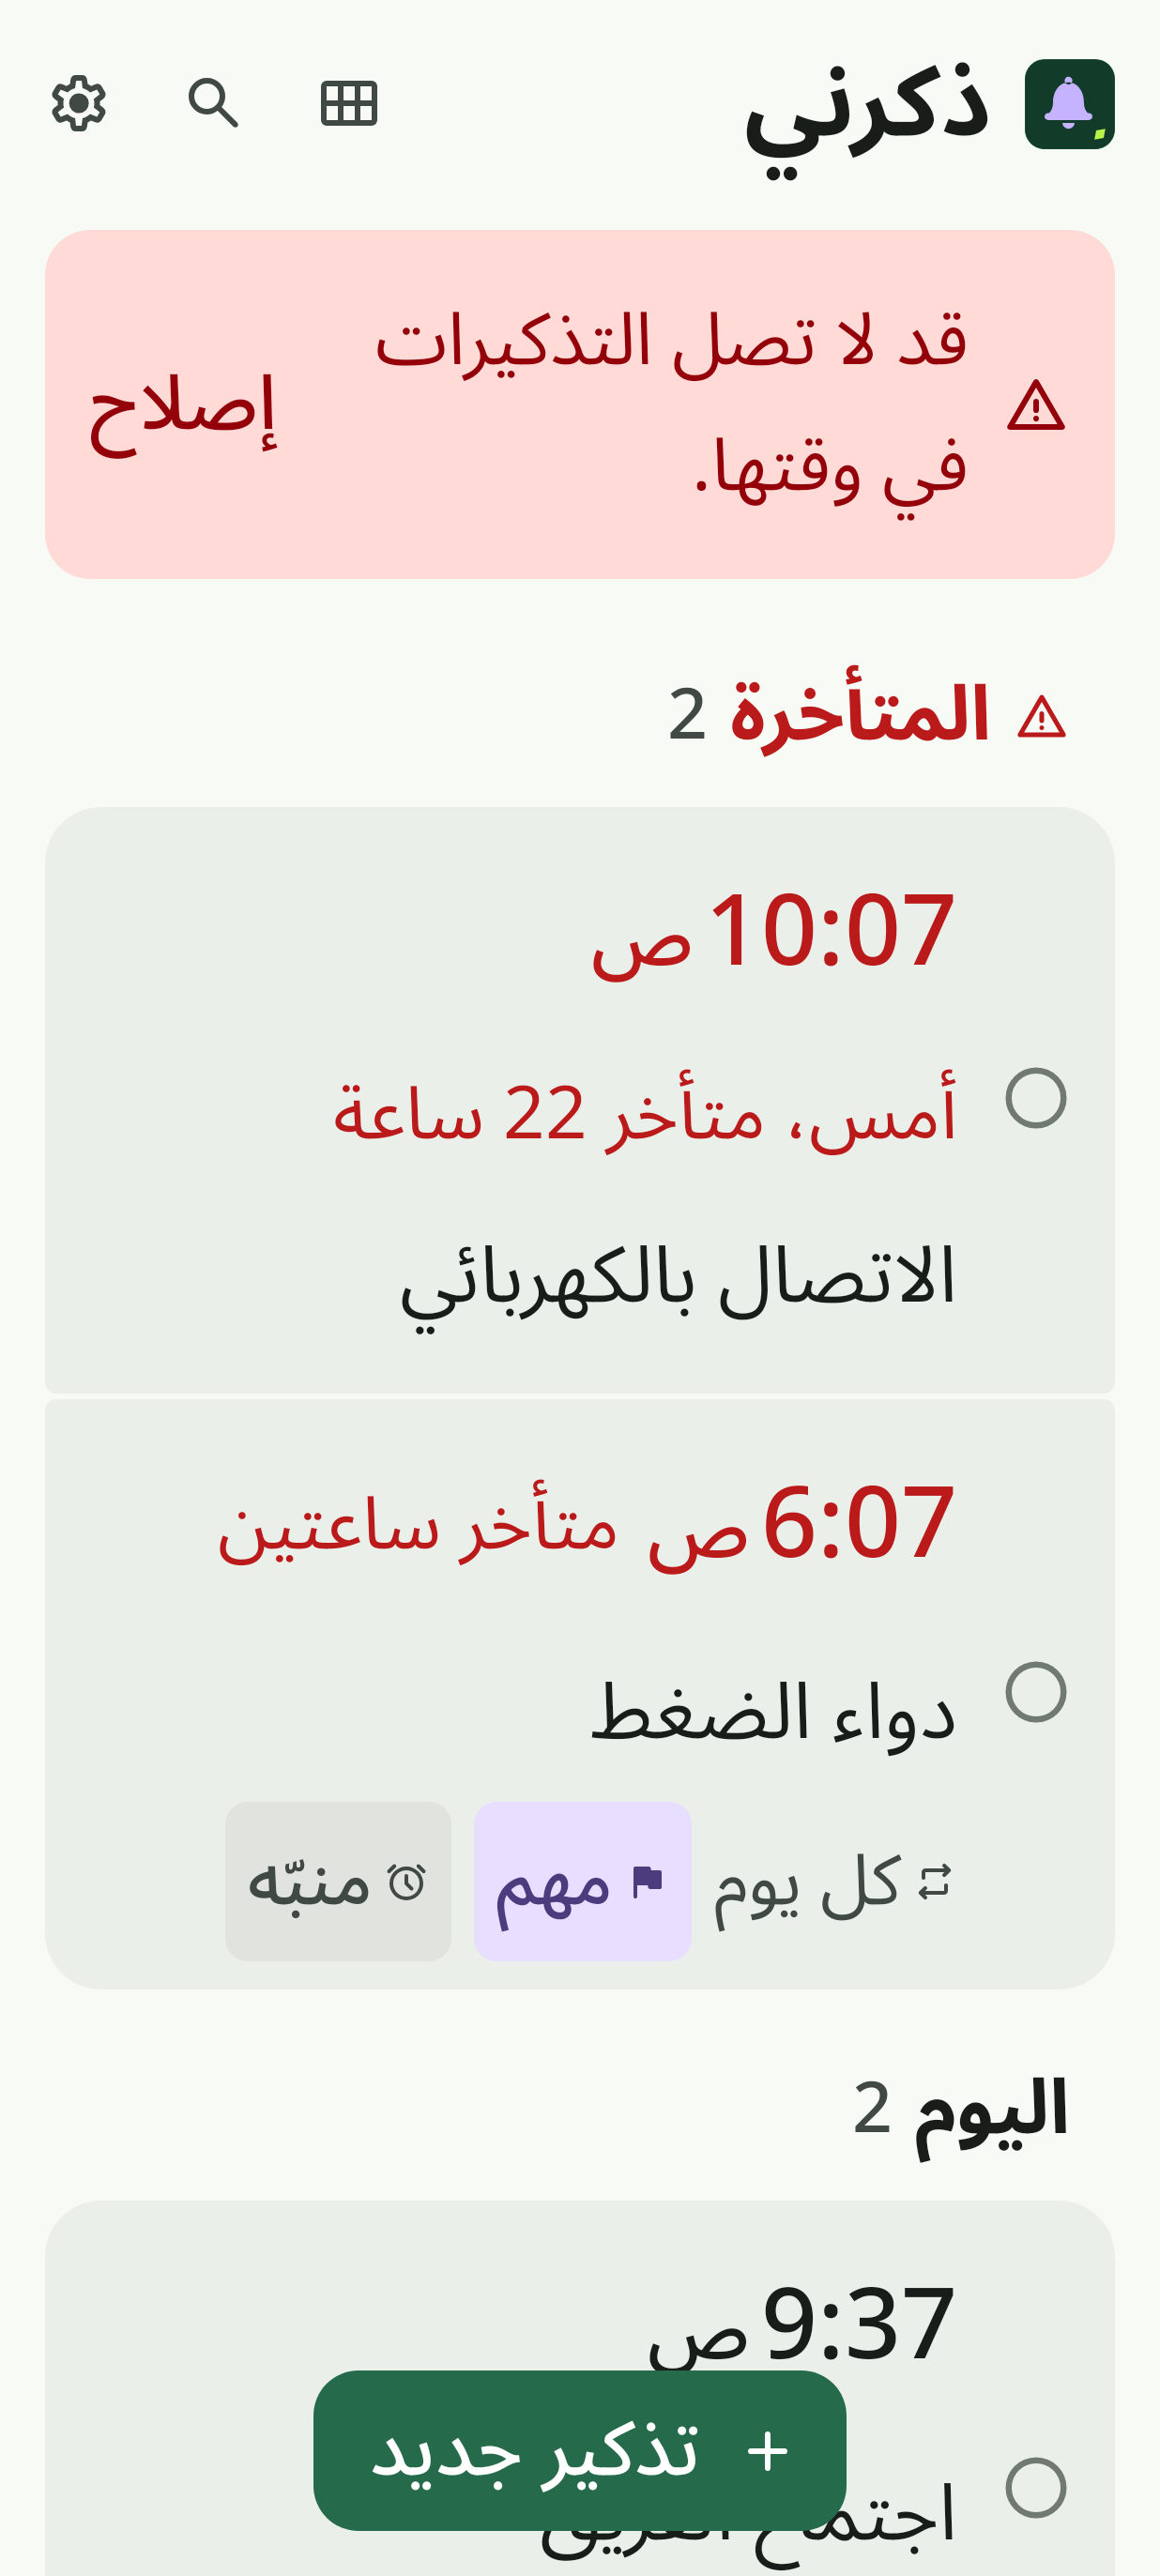 ذكرني
قد لا تصل التذكيرات
في وقتها.
إصلاح
المتأخرة 2
10:07 ص
أمس، متأخر 22 ساعة
الاتصال بالكهربائي
6:07 ص متأخر ساعتين
دواء الضغط
كل يوم مهم منبّه
اليوم 2
9:37 ص
تذكير جديد